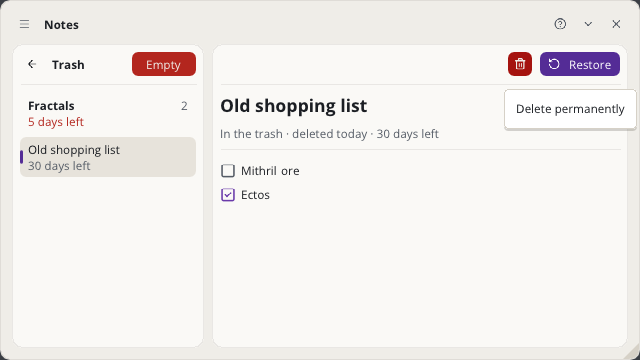 Notes
Trash
Empty
Restore
Fractals 2
5 days left
Old shopping list
30 days left
Old shopping list
Delete permanently
In the trash · deleted today · 30 days left
Mithril ore
Ectos